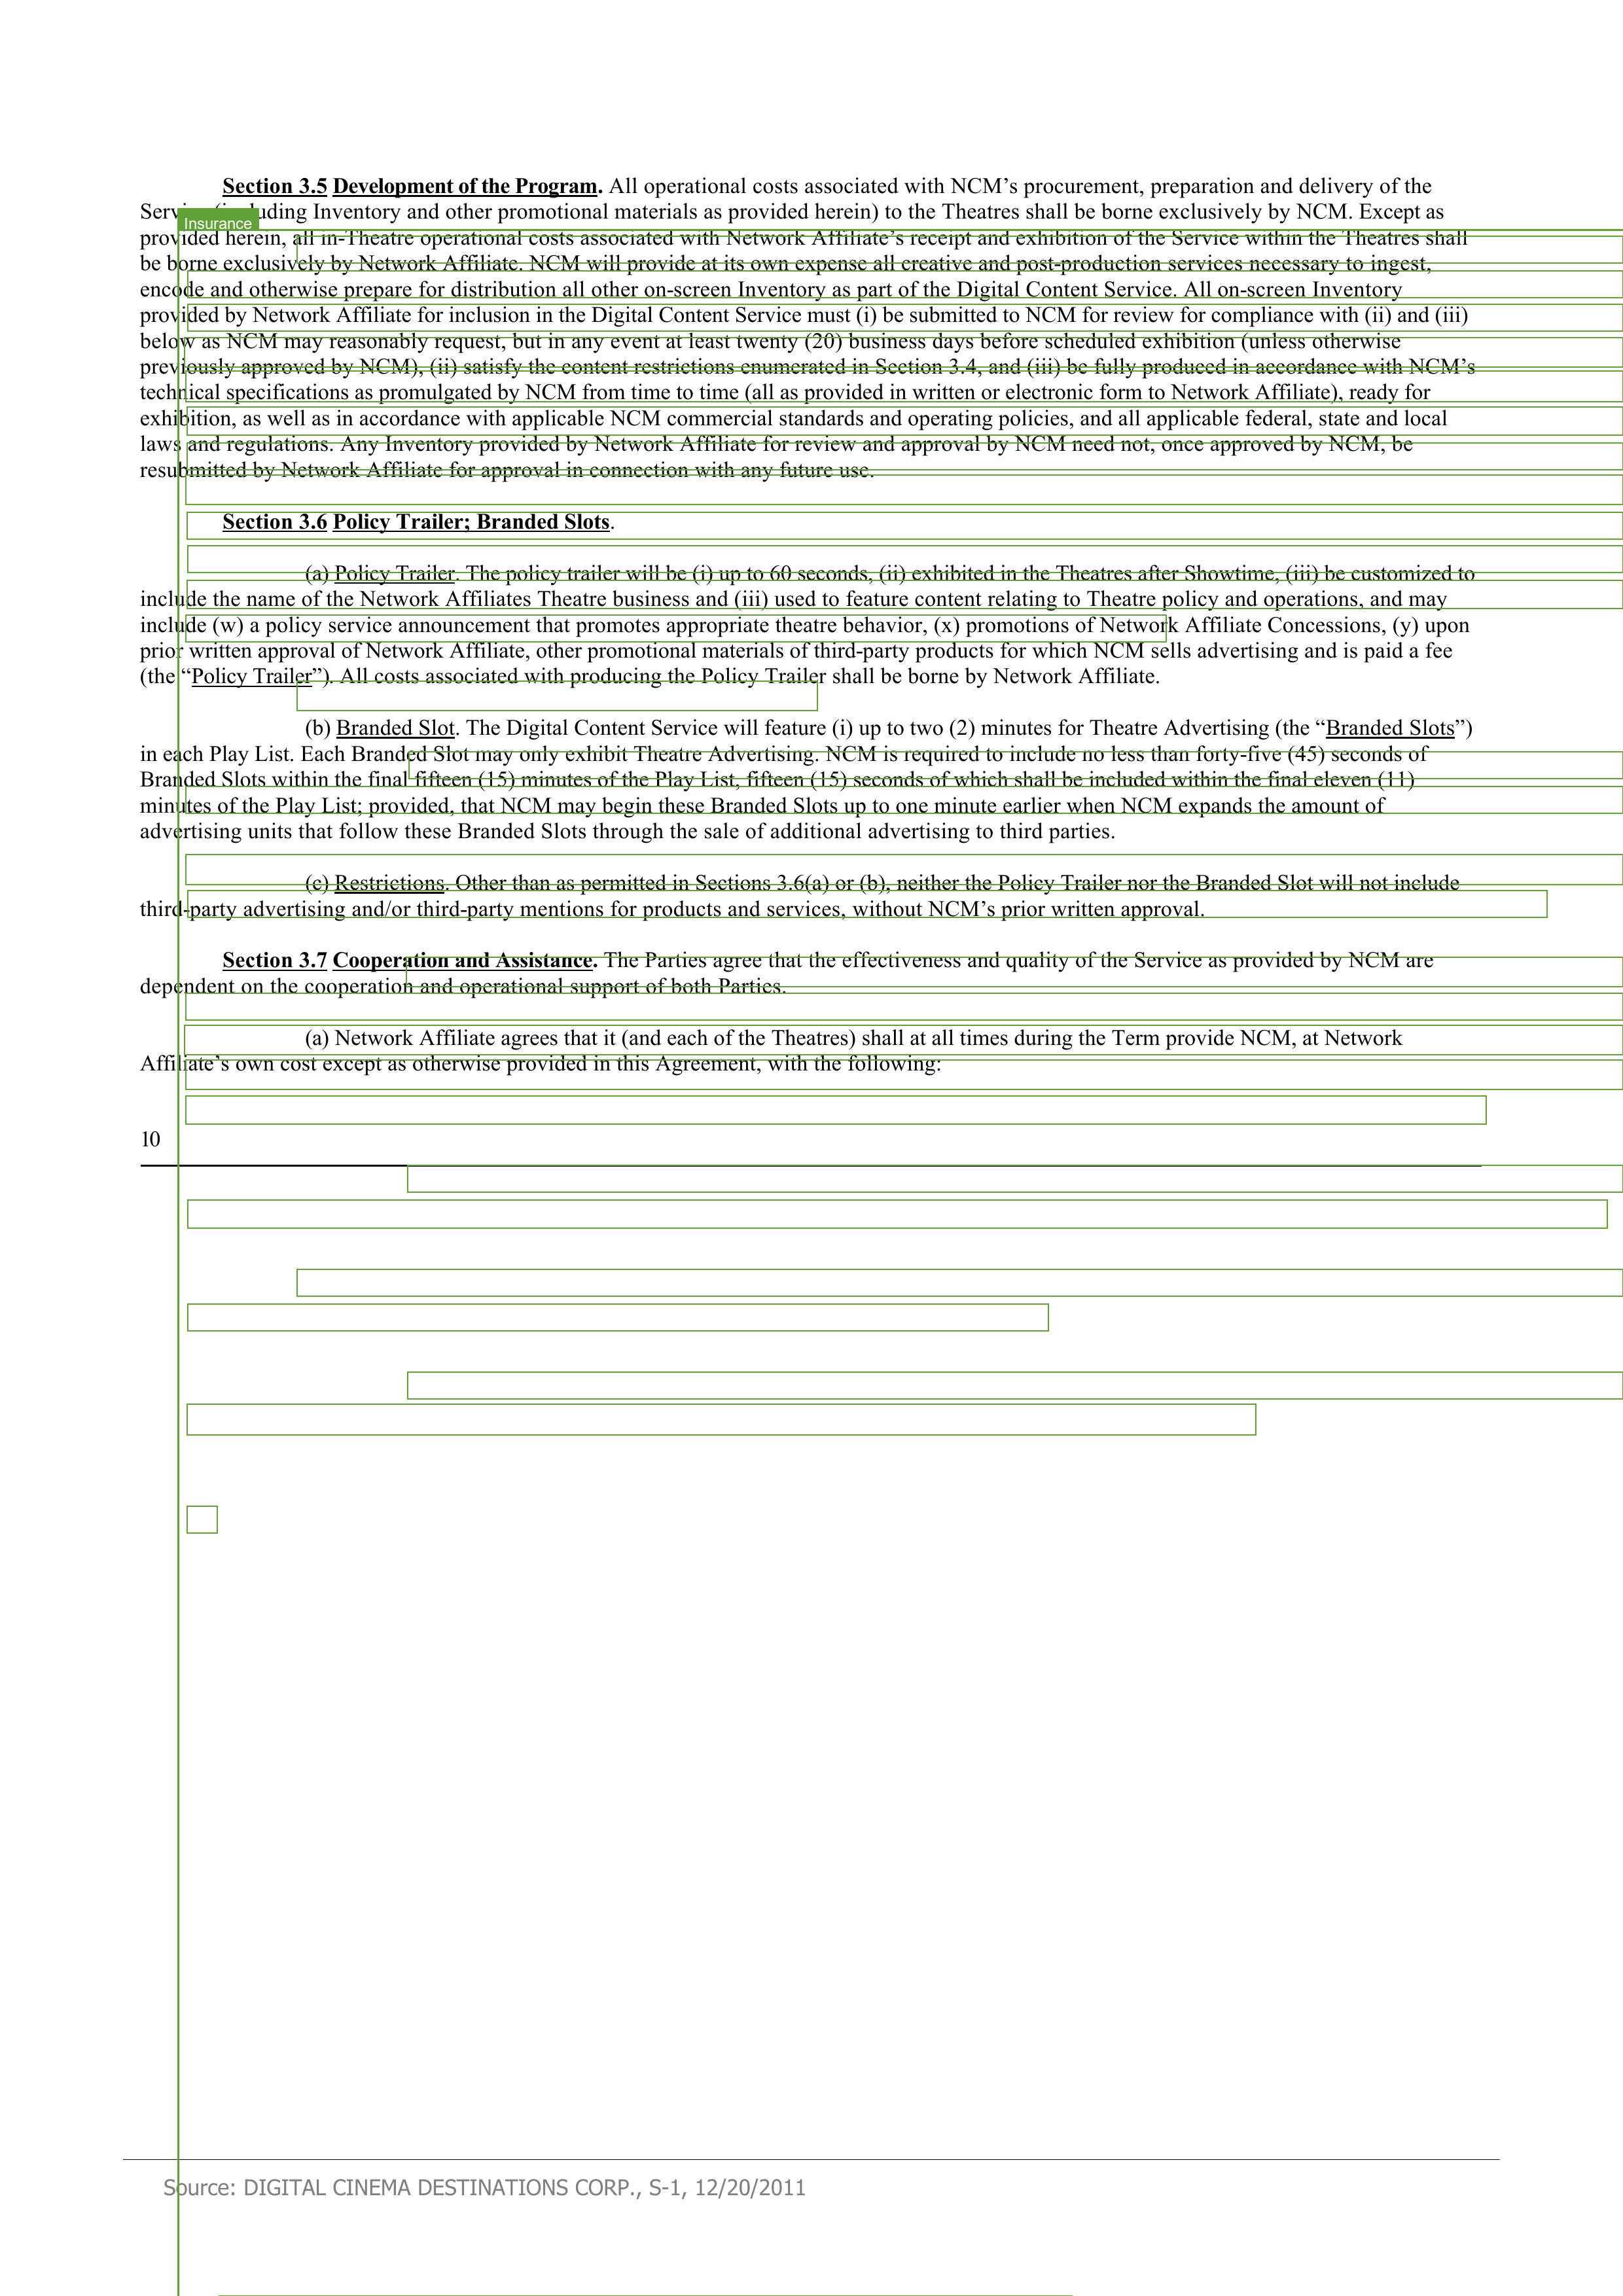 Section 3.5 Development of the Program. All operational costs associated with NCM’s procurement, preparation and delivery of the
Service (including Inventory and other promotional materials as provided herein) to the Theatres shall be borne exclusively by NCM. Except as
Insurance
provided herein, all in-Theatre operational costs associated with Network Affiliate’s receipt and exhibition of the Service within the Theatres shall
be borne exclusively by Network Affiliate. NCM will provide at its own expense all creative and post-production services necessary to ingest,
encode and otherwise prepare for distribution all other on-screen Inventory as part of the Digital Content Service. All on-screen Inventory
provided by Network Affiliate for inclusion in the Digital Content Service must (i) be submitted to NCM for review for compliance with (ii) and (iii)
below as NCM may reasonably request, but in any event at least twenty (20) business days before scheduled exhibition (unless otherwise
previously approved by NCM), (ii) satisfy the content restrictions enumerated in Section 3.4, and (iii) be fully produced in accordance with NCM’s
technical specifications as promulgated by NCM from time to time (all as provided in written or electronic form to Network Affiliate), ready for
exhibition, as well as in accordance with applicable NCM commercial standards and operating policies, and all applicable federal, state and local
laws and regulations. Any Inventory provided by Network Affiliate for review and approval by NCM need not, once approved by NCM, be
resubmitted by Network Affiliate for approval in connection with any future use.
Section 3.6 Policy Trailer; Branded Slots.
(a) Policy Trailer. The policy trailer will be (i) up to 60 seconds, (ii) exhibited in the Theatres after Showtime, (iii) be customized to
include the name of the Network Affiliates Theatre business and (iii) used to feature content relating to Theatre policy and operations, and may
include (w) a policy service announcement that promotes appropriate theatre behavior, (x) promotions of Network Affiliate Concessions, (y) upon
prior written approval of Network Affiliate, other promotional materials of third-party products for which NCM sells advertising and is paid a fee
(the “Policy Trailer”). All costs associated with producing the Policy Trailer shall be borne by Network Affiliate.
(b) Branded Slot. The Digital Content Service will feature (i) up to two (2) minutes for Theatre Advertising (the “Branded Slots”)
in each Play List. Each Branded Slot may only exhibit Theatre Advertising. NCM is required to include no less than forty-five (45) seconds of
Branded Slots within the final fifteen (15) minutes of the Play List, fifteen (15) seconds of which shall be included within the final eleven (11)
minutes of the Play List; provided, that NCM may begin these Branded Slots up to one minute earlier when NCM expands the amount of
advertising units that follow these Branded Slots through the sale of additional advertising to third parties.
(c) Restrictions. Other than as permitted in Sections 3.6(a) or (b), neither the Policy Trailer nor the Branded Slot will not include
third-party advertising and/or third-party mentions for products and services, without NCM’s prior written approval.
Section 3.7 Cooperation and Assistance. The Parties agree that the effectiveness and quality of the Service as provided by NCM are
dependent on the cooperation and operational support of both Parties.
(a) Network Affiliate agrees that it (and each of the Theatres) shall at all times during the Term provide NCM, at Network
Affiliate’s own cost except as otherwise provided in this Agreement, with the following:
10
Source: DIGITAL CINEMA DESTINATIONS CORP., S-1, 12/20/2011